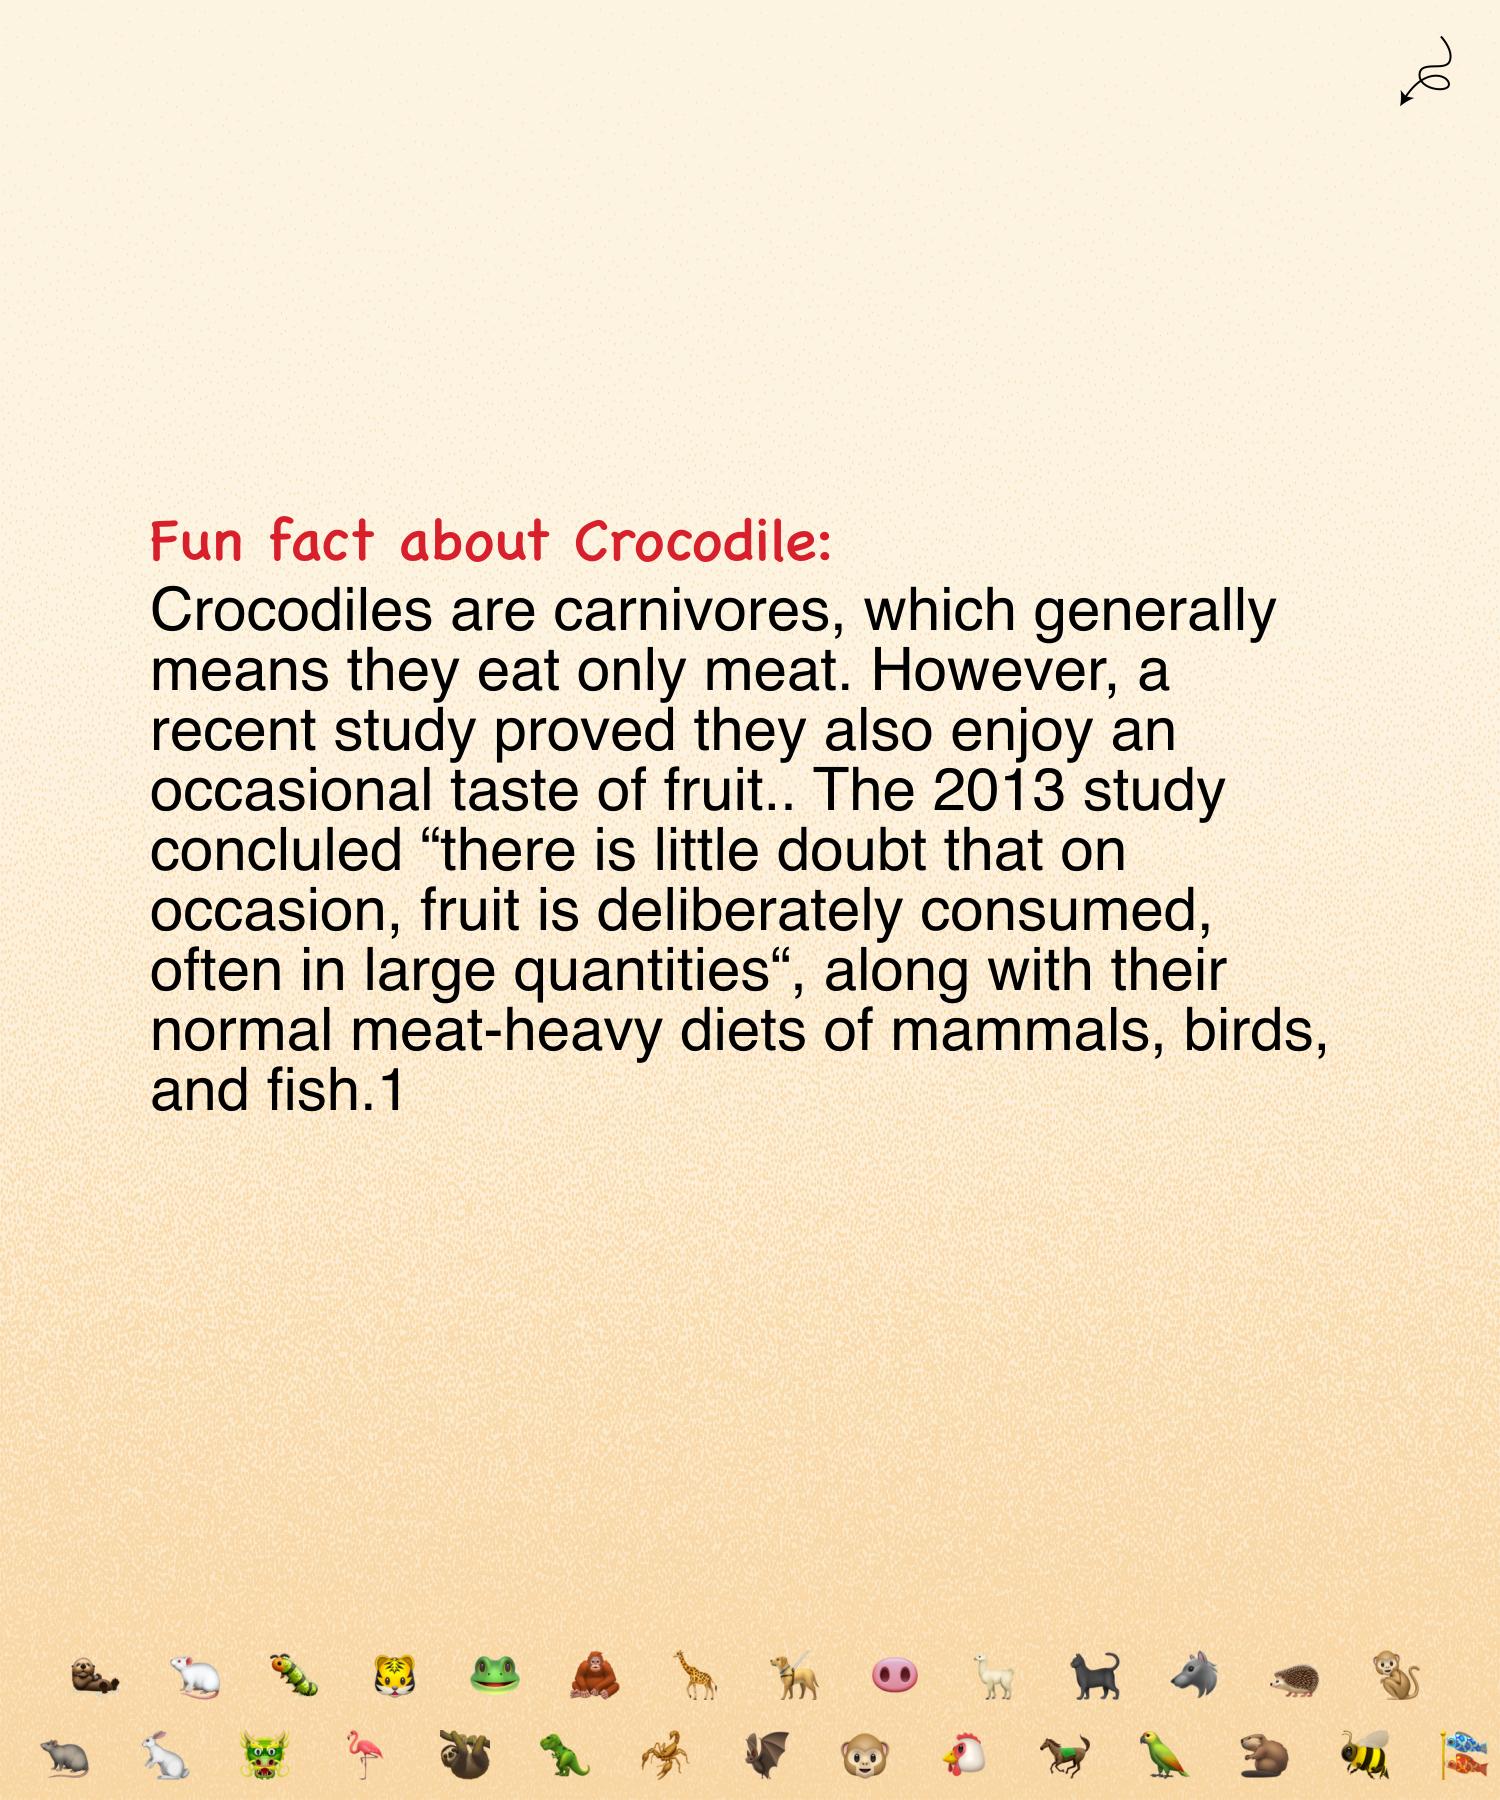 Fun fact about Crocodile:
Crocodiles are carnivores, which generally
means they eat only meat. However, a
recent study proved they also enjoy an
occasional taste of fruit.. The 2013 study
concluled “there is little doubt that on
occasion, fruit is deliberately consumed,
often in large quantities“, along with their
normal meat-heavy diets of mammals, birds,
and fish.1